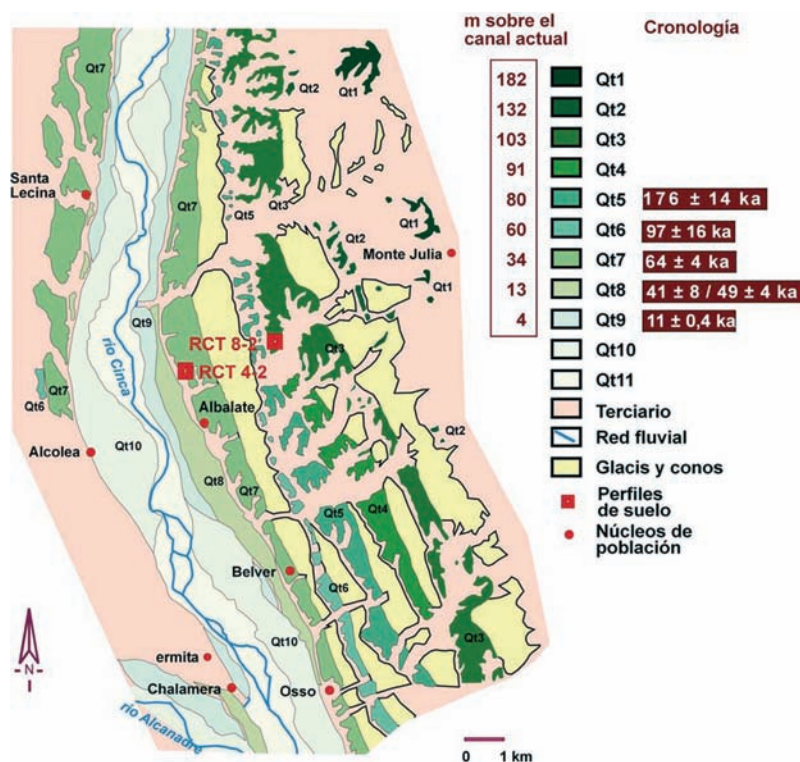 m sobre el
canal actual
Cronología
182 Qt1
132 Qt2
103 Qt3
91 Qt4
80 Qt5 176 ± 14 ka
60 Qt6 97 ± 16 ka
34 Qt7 64 ± 4 ka
13 Qt8 41 ± 8 / 49 ± 4 ka
4 Qt9 11 ± 0,4 ka
Qt10
Qt11
Terciario
Red fluvial
Glacis y conos
Perfiles
de suelo
Núcleos de
población
Qt7
Qt2
Qt1
Santa
Lecina
Qt7
Qt5
Qt3
Qt1
Qt2
Monte Julia
Qt1
Qt9
río Cinca
RCT 8-2
Qt3
RCT 4-2
Qt7
Qt6
Albalate
Qt2
Alcolea
Qt10
Qt8
Qt7
Qt5
Qt4
Belver
Qt6
Qt10
Qt3
ermita
Chalamera
Osso
N
río Alcanadre
0 1 km